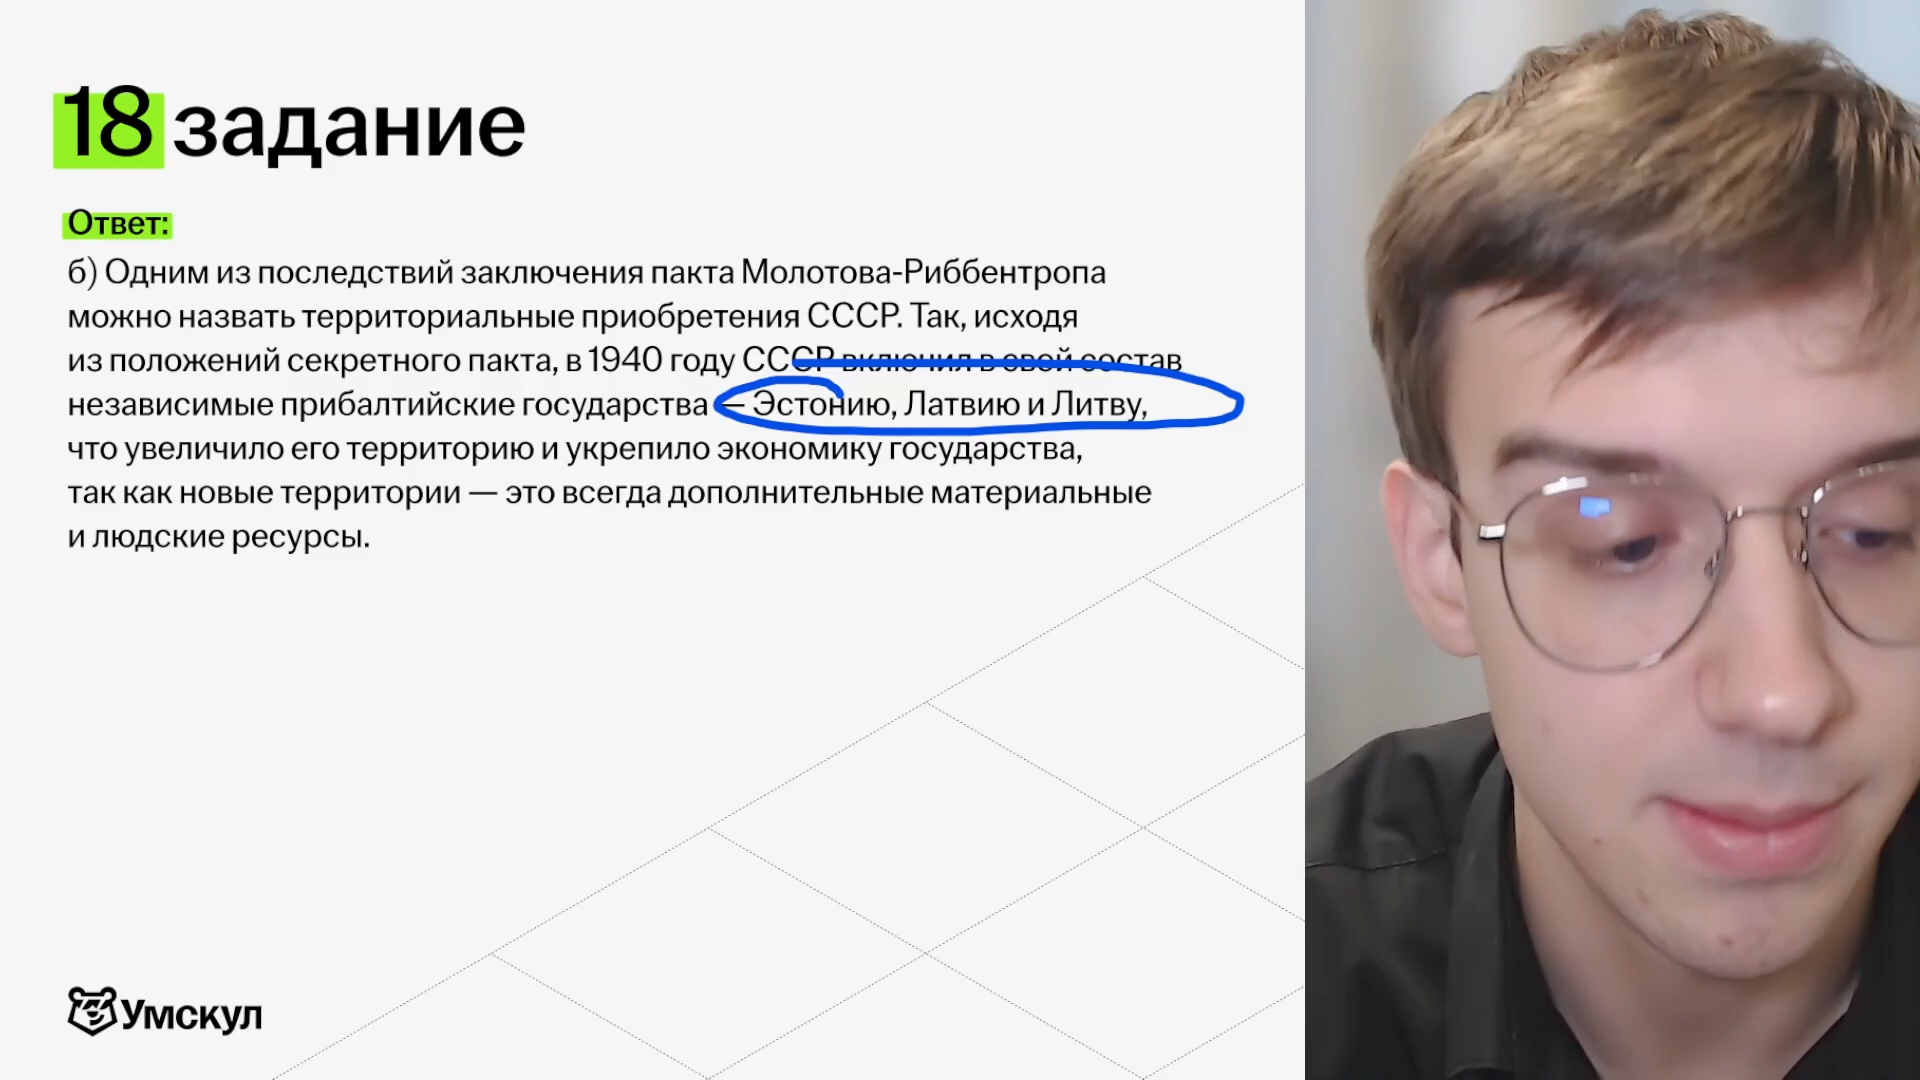 18 задание
Ответ:
б) Одним из последствий заключения пакта Молотова-Риббентропа
можно назвать территориальные приобретения СССР. Так, исходя
из положений секретного пакта, в 1940 году СССР включил в свой состав
независимые прибалтийские государства — Эстонию, Латвию и Литву,
что увеличило его территорию и укрепило экономику государства,
так как новые территории — это всегда дополнительные материальные
и людские ресурсы.
Умскул